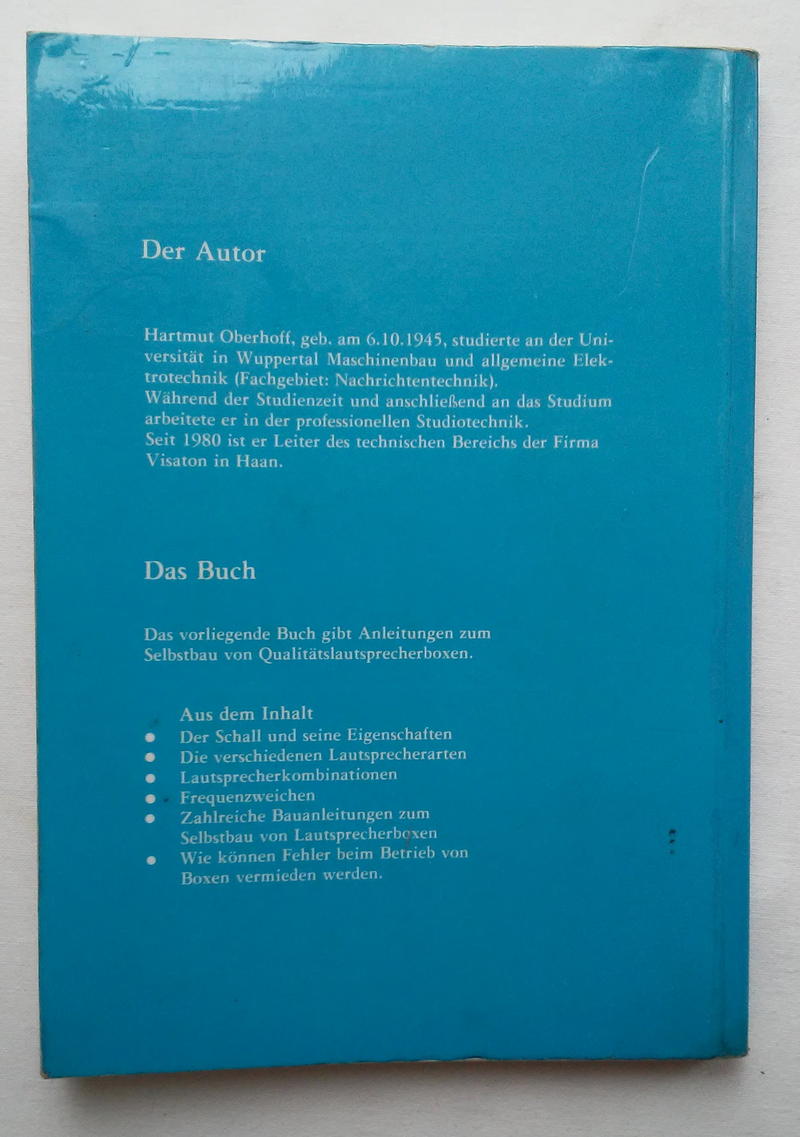 Der Autor
Hartmut Oberhoff, geb. am 6.10.1945, studierte an der Uni-
versität in Wuppertal Maschinenbau und allgemeine Elek-
trotechnik (Fachgebiet: Nachrichtentechnik).
Während der Studienzeit und anschließend an das Studium
arbeitete er in der professionellen Studiotechnik.
Seit 1980 ist er Leiter des technischen Bereichs der Firma
Visaton in Haan.
Das Buch
Das vorliegende Buch gibt Anleitungen zum
Selbstbau von Qualitätslautsprecherboxen.
Aus dem Inhalt
● Der Schall und seine Eigenschaften
● Die verschiedenen Lautsprecherarten
● Lautsprecherkombinationen
● Frequenzweichen
● Zahlreiche Bauanleitungen zum
Selbstbau von Lautsprecherboxen
● Wie können Fehler beim Betrieb von
Boxen vermieden werden.